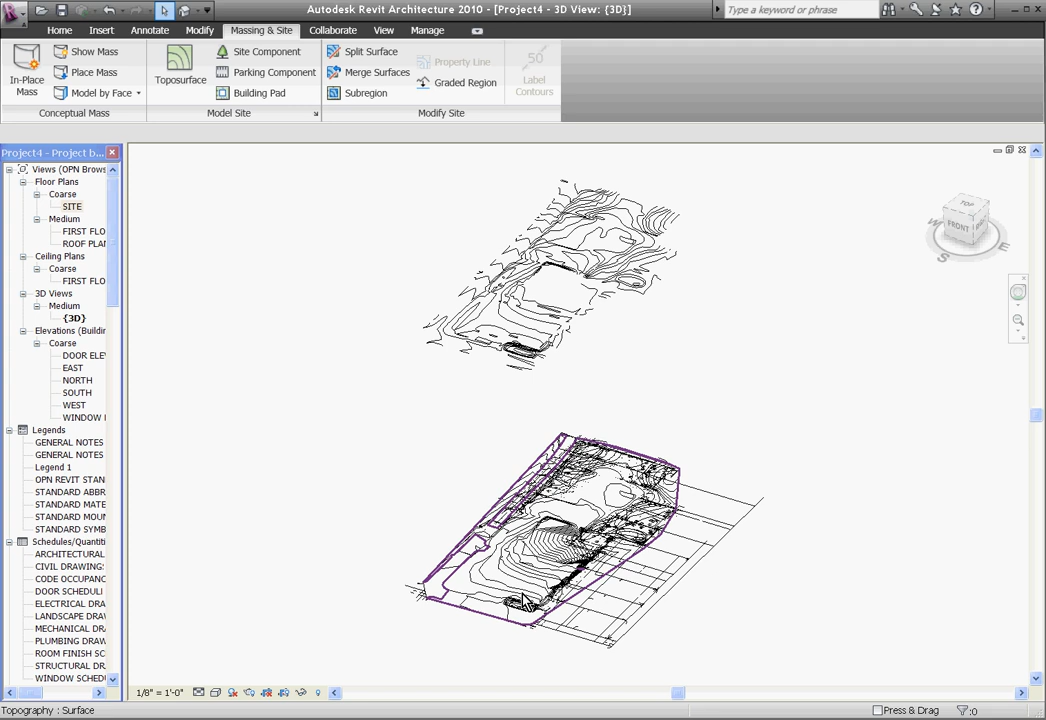 Autodesk Revit Architecture 2010 - [Project4 - 3D View: {3D}]
Type a keyword or phrase
Home Insert Annotate Modify Massing & Site Collaborate View Manage
In-Place Mass
Show Mass
Place Mass
Model by Face
Conceptual Mass
Toposurface
Site Component
Parking Component
Building Pad
Model Site
Split Surface
Merge Surfaces
Subregion
Property Line
Graded Region
50
Label Contours
Modify Site
Project4 - Project b...
Views (OPN Brows
Floor Plans
Coarse
SITE
Medium
FIRST FLO
ROOF PLA
Ceiling Plans
Coarse
FIRST FLO
3D Views
Medium
{3D}
Elevations (Buildir
Coarse
DOOR ELE
EAST
NORTH
SOUTH
WEST
WINDOW
Legends
GENERAL NOTES
GENERAL NOTES
Legend 1
OPN REVIT STAN
STANDARD ABBR
STANDARD MATE
STANDARD MOU
STANDARD SYMB
Schedules/Quantiti
ARCHITECTURAL
CIVIL DRAWING
CODE OCCUPANC
DOOR SCHEDULI
ELECTRICAL DRA
LANDSCAPE DRA
MECHANICAL DRA
PLUMBING DRAW
ROOM FINISH SC
STRUCTURAL DR
WINDOW SCHEDU
TOP
FRONT
W
S
E
1/8" = 1'-0"
Topography : Surface
Press & Drag
:0